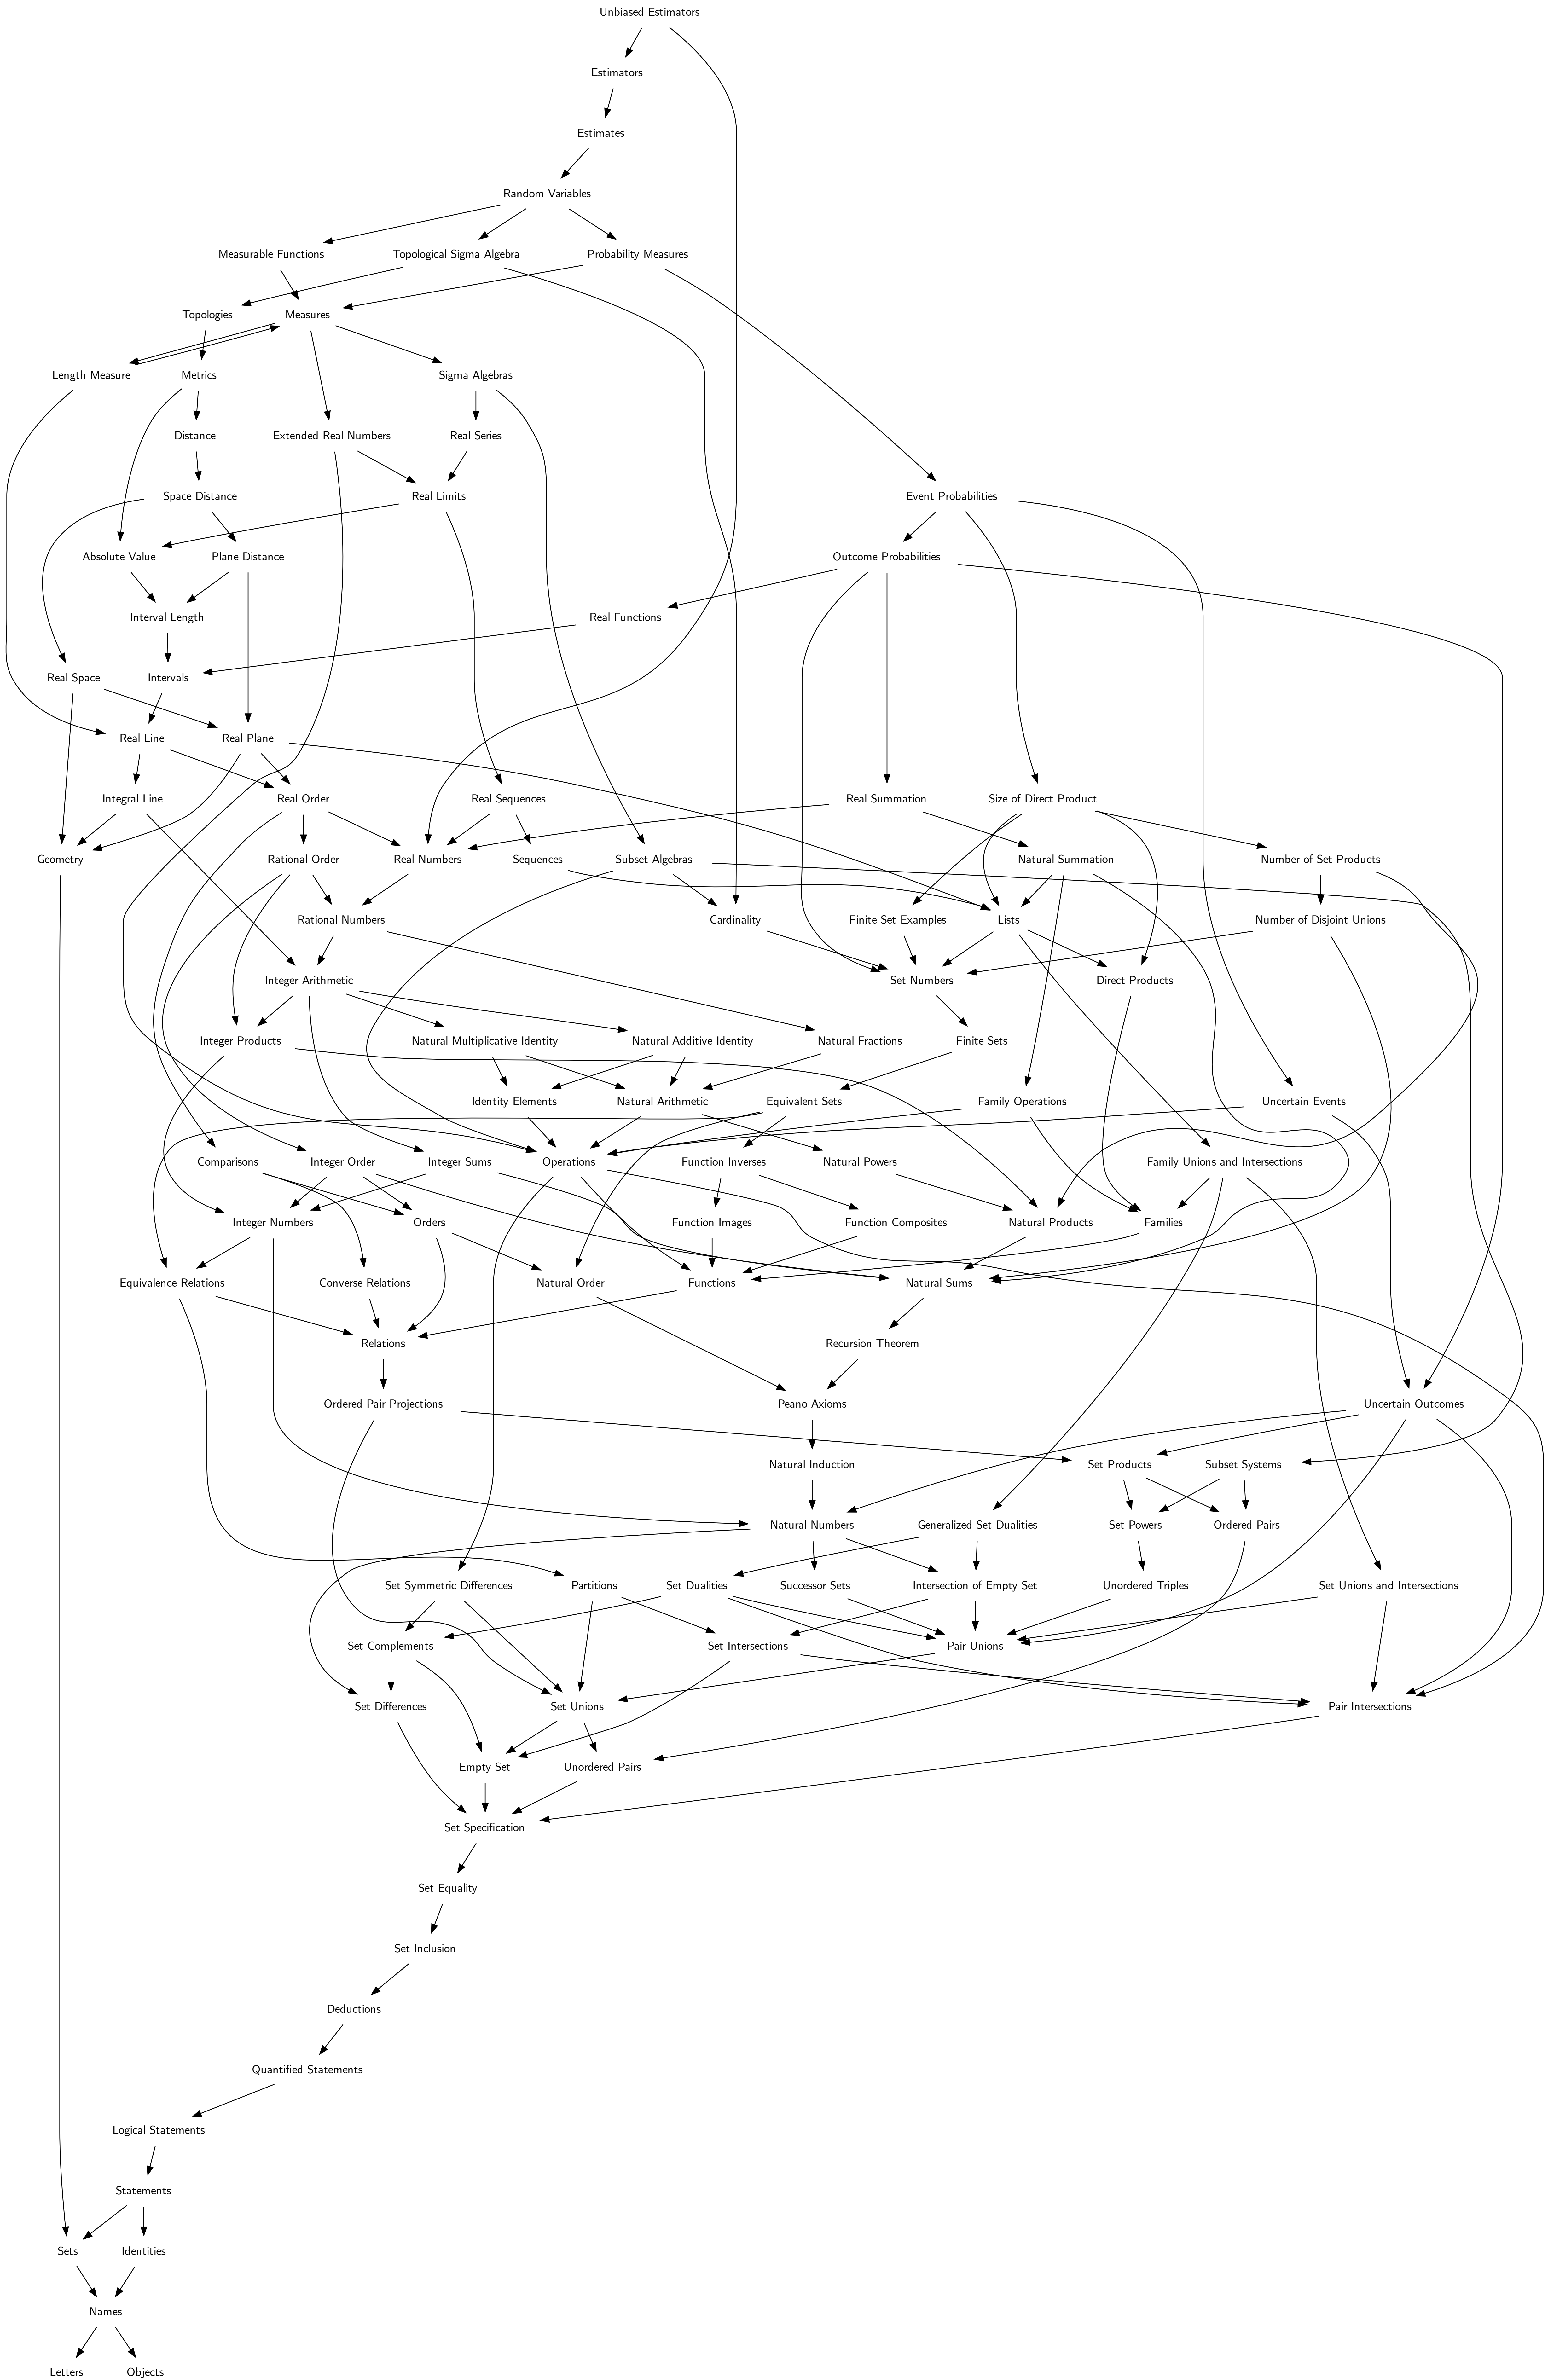 Unbiased Estimators
Estimators
Estimates
Random Variables
Measurable Functions
Topological Sigma Algebra
Probability Measures
Topologies
Measures
Length Measure
Metrics
Sigma Algebras
Distance
Extended Real Numbers
Real Series
Space Distance
Real Limits
Event Probabilities
Absolute Value
Plane Distance
Outcome Probabilities
Interval Length
Real Functions
Real Space
Intervals
Real Line
Real Plane
Integral Line
Real Order
Real Sequences
Real Summation
Size of Direct Product
Geometry
Rational Order
Real Numbers
Sequences
Subset Algebras
Natural Summation
Number of Set Products
Rational Numbers
Cardinality
Finite Set Examples
Lists
Number of Disjoint Unions
Integer Arithmetic
Set Numbers
Direct Products
Integer Products
Natural Multiplicative Identity
Natural Additive Identity
Natural Fractions
Finite Sets
Identity Elements
Natural Arithmetic
Equivalent Sets
Family Operations
Uncertain Events
Comparisons
Integer Order
Integer Sums
Operations
Function Inverses
Natural Powers
Family Unions and Intersections
Integer Numbers
Orders
Function Images
Function Composites
Natural Products
Families
Equivalence Relations
Converse Relations
Natural Order
Functions
Natural Sums
Relations
Recursion Theorem
Ordered Pair Projections
Peano Axioms
Uncertain Outcomes
Natural Induction
Set Products
Subset Systems
Natural Numbers
Generalized Set Dualities
Set Powers
Ordered Pairs
Set Symmetric Differences
Partitions
Set Dualities
Successor Sets
Intersection of Empty Set
Unordered Triples
Set Unions and Intersections
Set Complements
Set Intersections
Pair Unions
Set Differences
Set Unions
Pair Intersections
Empty Set
Unordered Pairs
Set Specification
Set Equality
Set Inclusion
Deductions
Quantified Statements
Logical Statements
Statements
Sets
Identities
Names
Letters
Objects